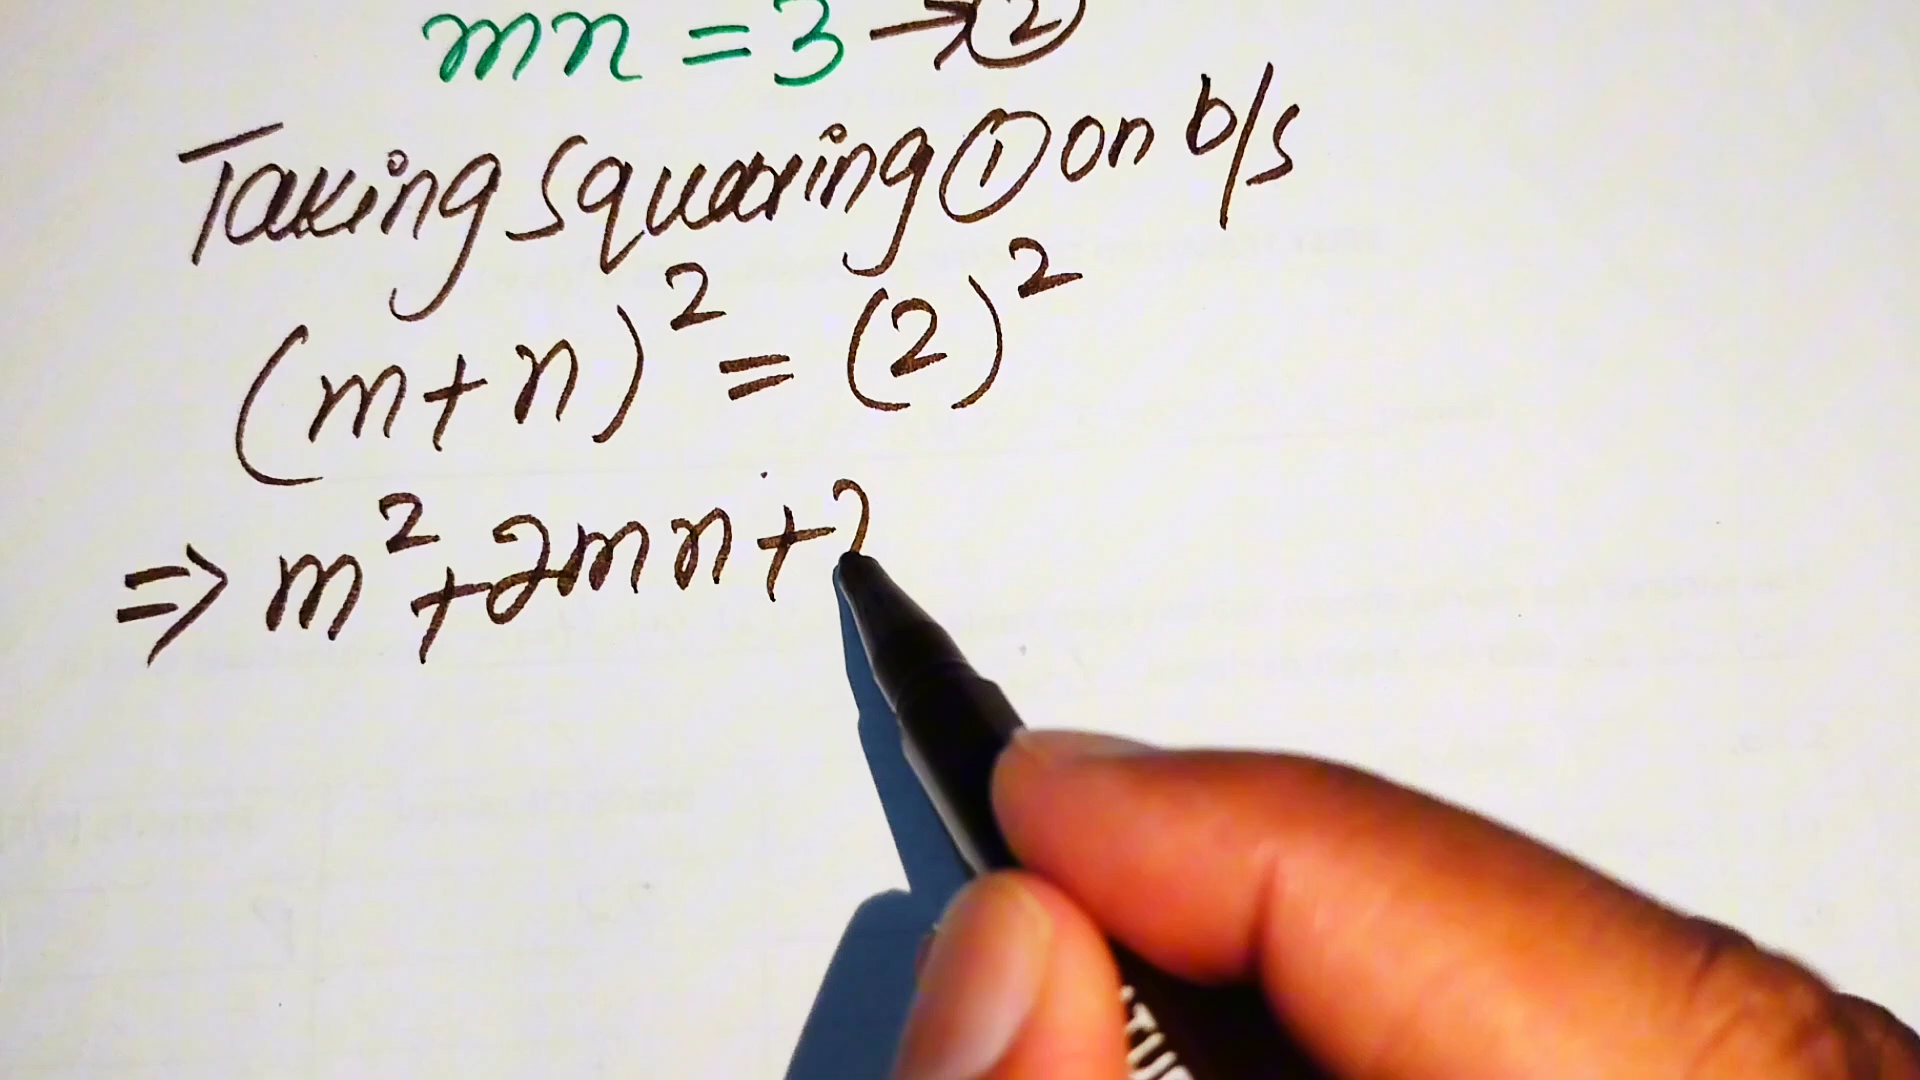 mn = 3 → ②
Taking squaring ① on b/s
(m+n)² = (2)²
⇒ m² + 2mn +